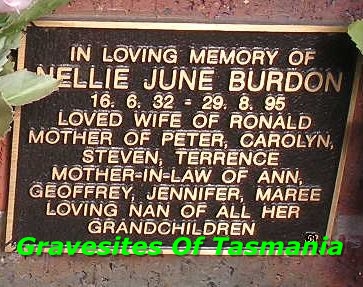 IN LOVING MEMORY OF
NELLIE JUNE BURDON
16. 6. 32 - 29. 8. 95
LOVED WIFE OF RONALD
MOTHER OF PETER, CAROLYN,
STEVEN, TERRENCE
MOTHER-IN-LAW OF ANN,
GEOFFREY, JENNIFER, MAREE
LOVING NAN OF ALL HER
GRANDCHILDREN
Gravesites Of Tasmania